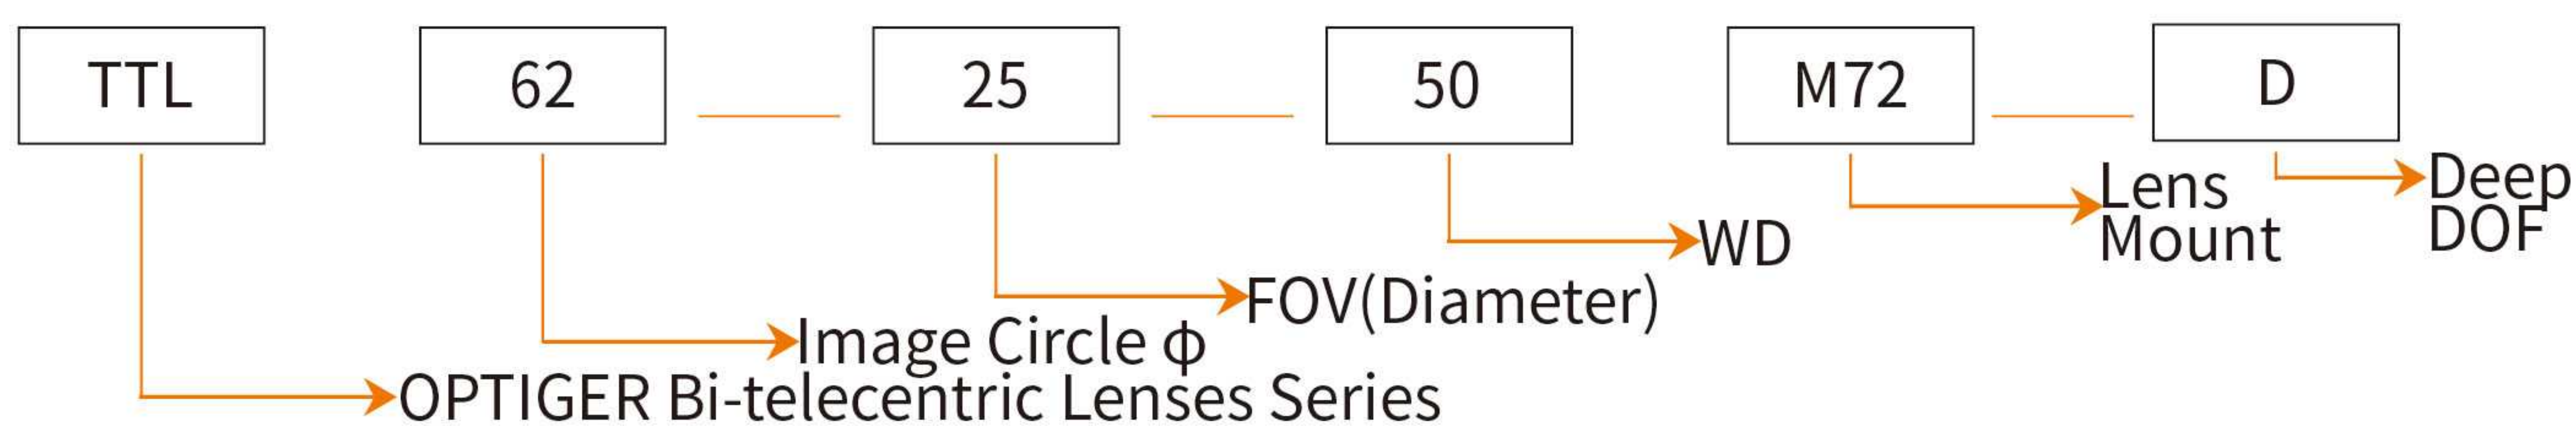 TTL 62 25 50 M72 D
Deep
DOF
Lens
Mount
WD
FOV(Diameter)
Image Circle ϕ
OPTIGER Bi-telecentric Lenses Series